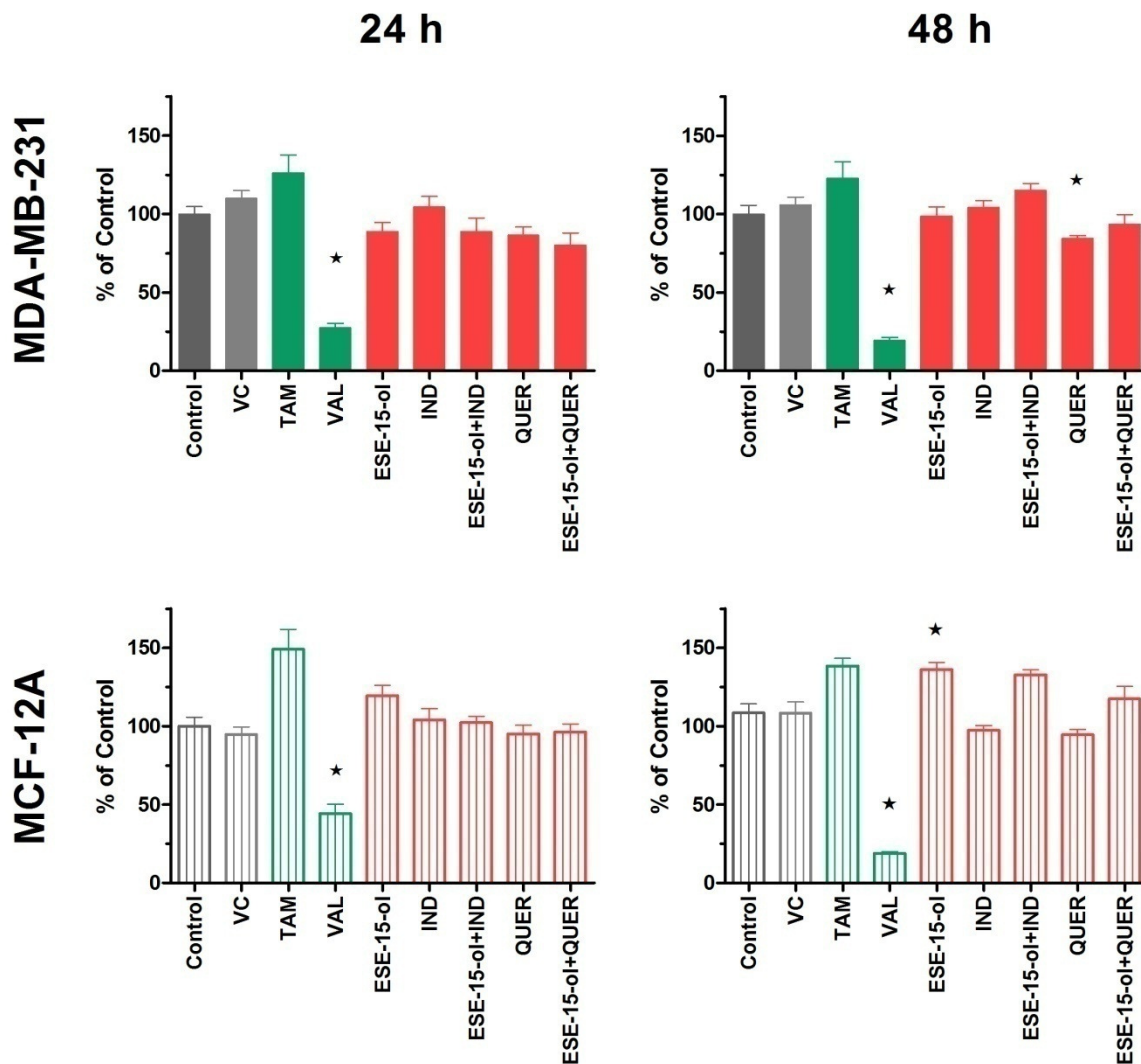 24 h
48 h
MDA-MB-231
% of Control
150
100
50
0
Control
VC
TAM
VAL
ESE-15-ol
IND
ESE-15-ol+IND
QUER
ESE-15-ol+QUER
% of Control
150
100
50
0
Control
VC
TAM
VAL
ESE-15-ol
IND
ESE-15-ol+IND
QUER
ESE-15-ol+QUER
MCF-12A
% of Control
150
100
50
0
Control
VC
TAM
VAL
ESE-15-ol
IND
ESE-15-ol+IND
QUER
ESE-15-ol+QUER
% of Control
150
100
50
0
Control
VC
TAM
VAL
ESE-15-ol
IND
ESE-15-ol+IND
QUER
ESE-15-ol+QUER